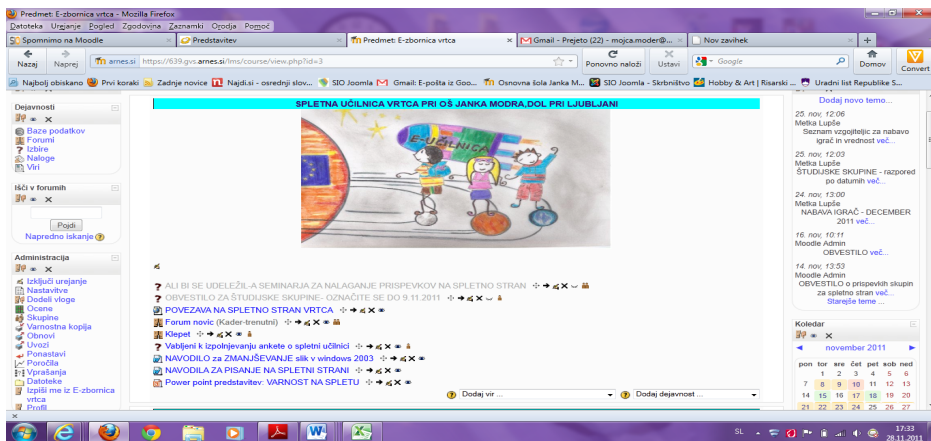 Predmet: E-zbornica vrtca - Mozilla Firefox
Datoteka Urejanje Pogled Zgodovina Zaznamki Orodja Pomoč
Spomnimo na Moodle
Predstavitev
Predmet: E-zbornica vrtca
Gmail - Prejeto (22) - mojca.moder@...
Nov zavihek
Nazaj Naprej
arnes.si https://639.gvs.arnes.si/lms/course/view.php?id=3
Ponovno naloži Ustavi
Google
Domov Convert
Najbolj obiskano Prvi koraki Zadnje novice Najdi.si - osrednji slov... SIO Joomla Gmail: E-pošta iz Goo... Osnovna šola Janka M... SIO Joomla - Skrbništvo Hobby & Art | Risarski ... Uradni list Republike S...
Dejavnosti
Baze podatkov
Forumi
Izbire
Naloge
Viri
Išči v forumih
Pojdi
Napredno iskanje
Administracija
Izključi urejanje
Nastavitve
Dodeli vloge
Ocene
Skupine
Varnostna kopija
Obnovi
Uvozi
Ponastavi
Poročila
Vprašanja
Datoteke
Izpiši me iz E-zbornica
vrtca
Profil
SPLETNA UČILNICA VRTCA PRI OŠ JANKA MODRA,DOL PRI LJUBLJANI
E-UČILNICA
ALI BI SE UDELEŽIL-A SEMINARJA ZA NALAGANJE PRISPEVKOV NA SPLETNO STRAN
OBVESTILO ZA ŠTUDIJSKE SKUPINE- OZNAČITE SE DO 9.11.2011
POVEZAVA NA SPLETNO STRAN VRTCA
Forum novic (Kader-trenutni)
Klepet
Vabljeni k izpolnjevanju ankete o spletni učilnici
NAVODILO za ZMANJŠEVANJE slik v windows 2003
NAVODILA ZA PISANJE NA SPLETNI STRANI
Power point predstavitev: VARNOST NA SPLETU
Dodaj vir ...
Dodaj dejavnost ...
Dodaj novo temo...
25. nov, 12:06
Metka Lupše
Seznam vzgojiteljic za nabavo
igrač in vrednost več...
25. nov, 12:03
Metka Lupše
ŠTUDIJSKE SKUPINE - razpored
po datumih več...
24. nov, 13:00
Metka Lupše
NABAVA IGRAČ - DECEMBER
2011 več...
16. nov, 10:11
Moodle Admin
OBVESTILO več...
14. nov, 13:53
Moodle Admin
OBVESTILO o prispevkih skupin
za spletno stran več...
Starejše teme ...
Koledar
november 2011
pon tor sre čet pet sob ned
1 2 3 4 5 6
7 8 9 10 11 12 13
14 15 16 17 18 19 20
21 22 23 24 25 26 27
SL
17:33
28.11.2011